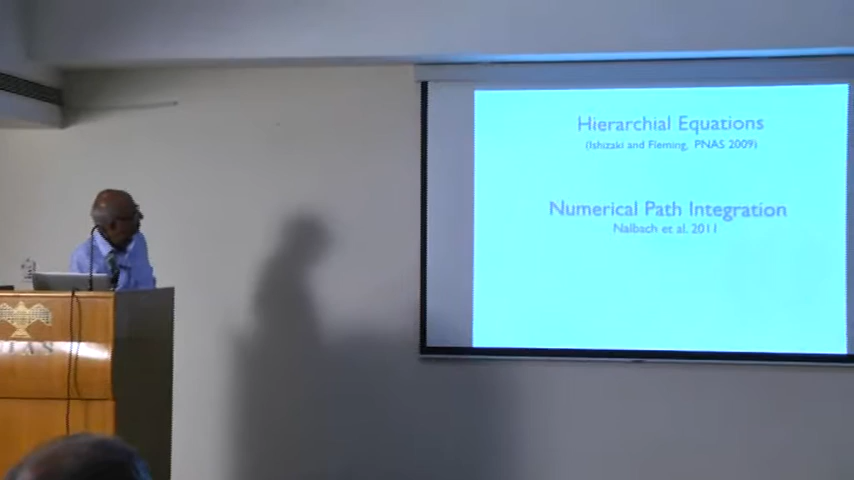 Hierarchial Equations
(Ishizaki and Fleming, PNAS 2009)
Numerical Path Integration
Nalbach et al. 2011